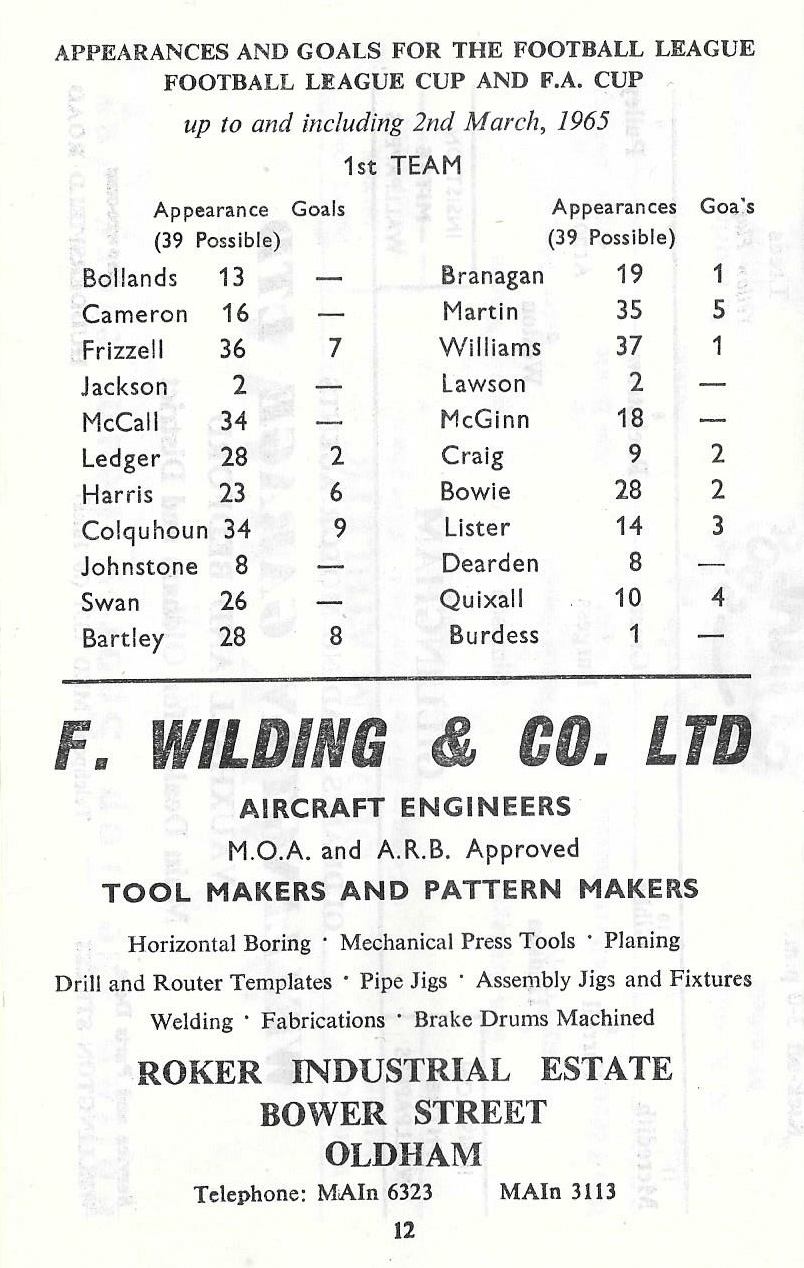 APPEARANCES AND GOALS FOR THE FOOTBALL LEAGUE
FOOTBALL LEAGUE CUP AND F.A. CUP
up to and including 2nd March, 1965
1st TEAM
Appearance Goals Appearances Goa's
(39 Possible) (39 Possible)
Bollands 13 — Branagan 19 1
Cameron 16 — Martin 35 5
Frizzell 36 7 Williams 37 1
Jackson 2 — Lawson 2 —
McCall 34 — McGinn 18 —
Ledger 28 2 Craig 9 2
Harris 23 6 Bowie 28 2
Colquhoun 34 9 Lister 14 3
Johnstone 8 — Dearden 8 —
Swan 26 — Quixall 10 4
Bartley 28 8 Burdess 1 —
F. WILDING & CO. LTD
AIRCRAFT ENGINEERS
M.O.A. and A.R.B. Approved
TOOL MAKERS AND PATTERN MAKERS
Horizontal Boring · Mechanical Press Tools · Planing
Drill and Router Templates · Pipe Jigs · Assembly Jigs and Fixtures
Welding · Fabrications · Brake Drums Machined
ROKER INDUSTRIAL ESTATE
BOWER STREET
OLDHAM
Telephone: MAIn 6323 MAIn 3113
12